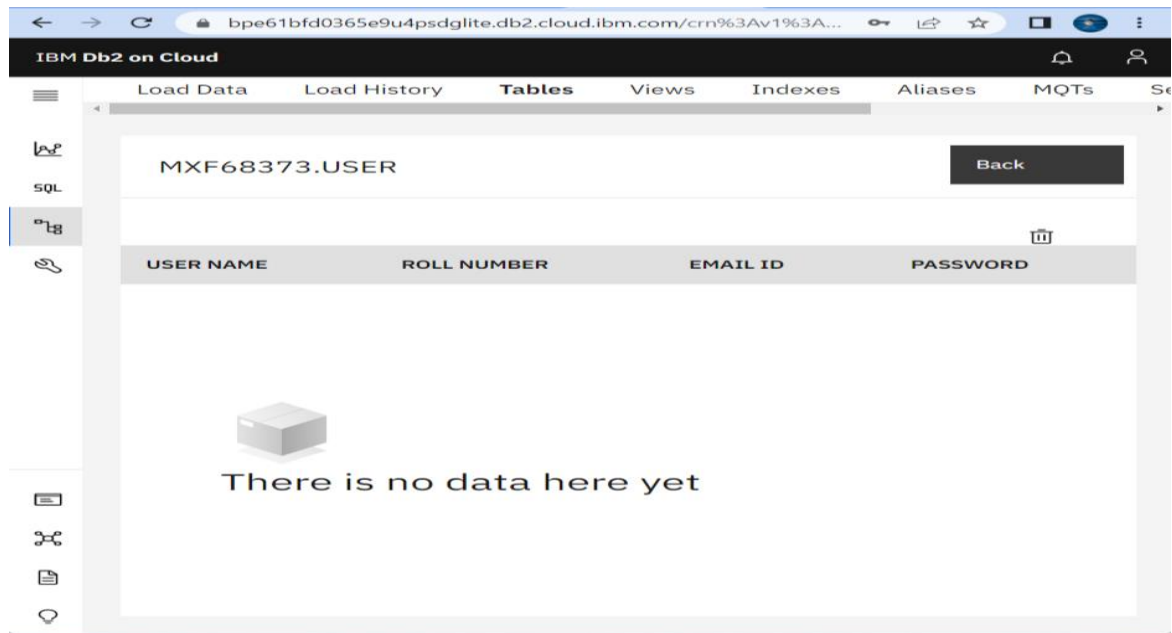 bpe61bfd0365e9u4psdglite.db2.cloud.ibm.com/crn%3Av1%3A...
IBM Db2 on Cloud
Load Data Load History Tables Views Indexes Aliases MQTs Se
MXF68373.USER Back
SQL
USER NAME ROLL NUMBER EMAIL ID PASSWORD
There is no data here yet